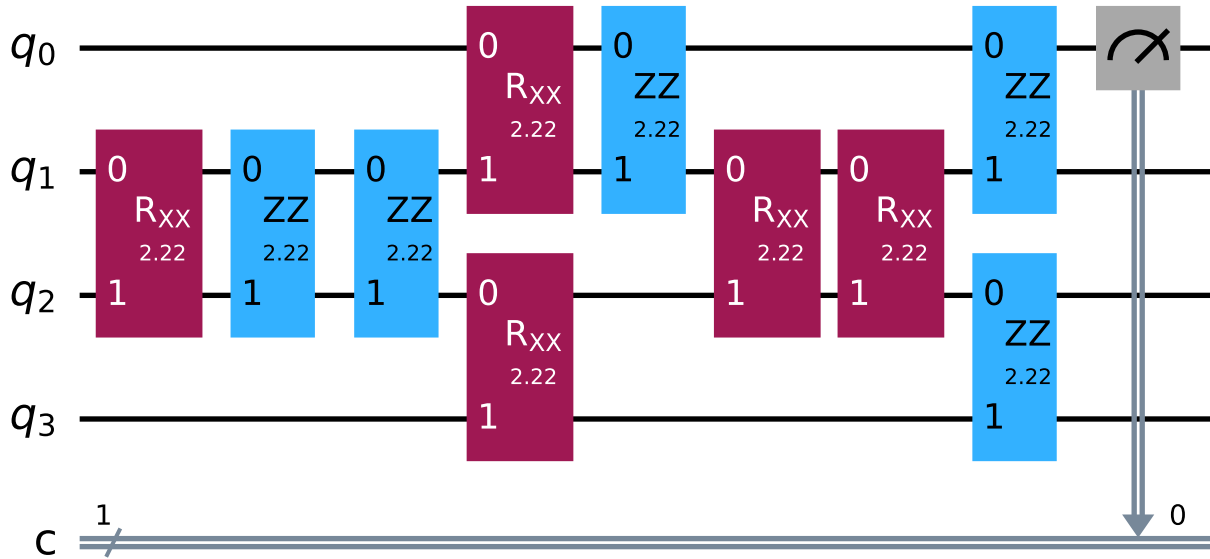 q0 0 0 0
RXX ZZ ZZ
2.22 2.22 2.22
q1 0 0 0 1 1 0 0 1
RXX ZZ ZZ RXX RXX
2.22 2.22 2.22 2.22 2.22
q2 1 1 1 0 1 1 0
RXX ZZ
2.22 2.22
q3 1 1
1 0
c